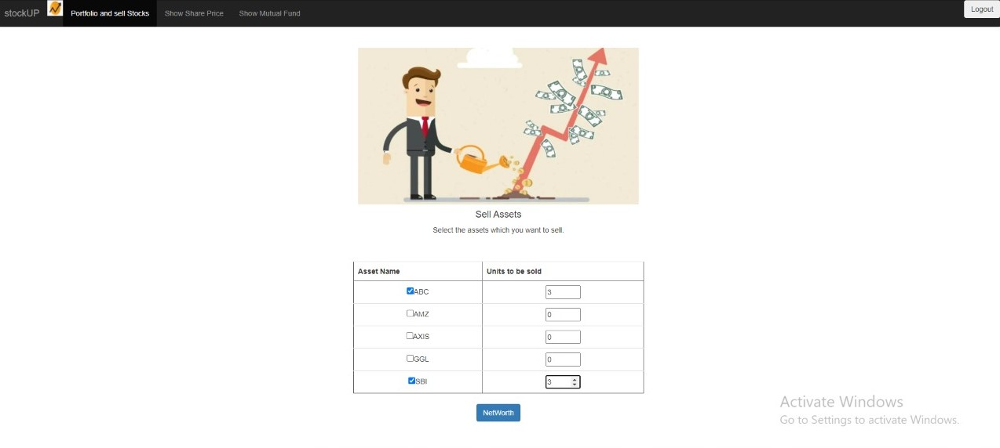 stockUP Portfolio and sell Stocks Show Share Price Show Mutual Fund Logout
Sell Assets
Select the assets which you want to sell.
Asset Name Units to be sold
ABC 3
AMZ 0
AXIS 0
GGL 0
SBI 3
NetWorth
Activate Windows
Go to Settings to activate Windows.